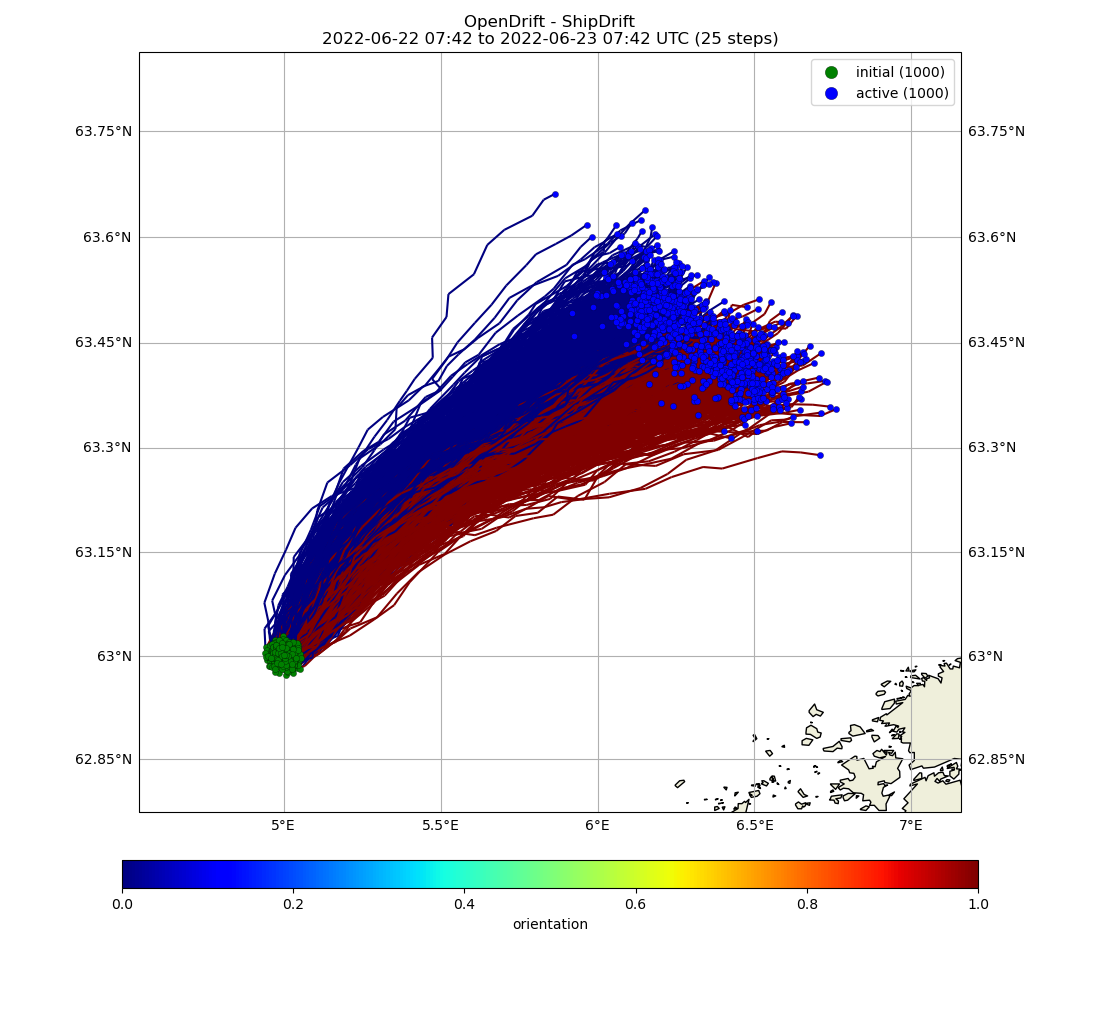 OpenDrift - ShipDrift
2022-06-22 07:42 to 2022-06-23 07:42 UTC (25 steps)
initial (1000)
active (1000)
63.75°N 63.75°N
63.6°N 63.6°N
63.45°N 63.45°N
63.3°N 63.3°N
63.15°N 63.15°N
63°N 63°N
62.85°N 62.85°N
5°E 5.5°E 6°E 6.5°E 7°E
0.0 0.2 0.4 0.6 0.8 1.0
orientation